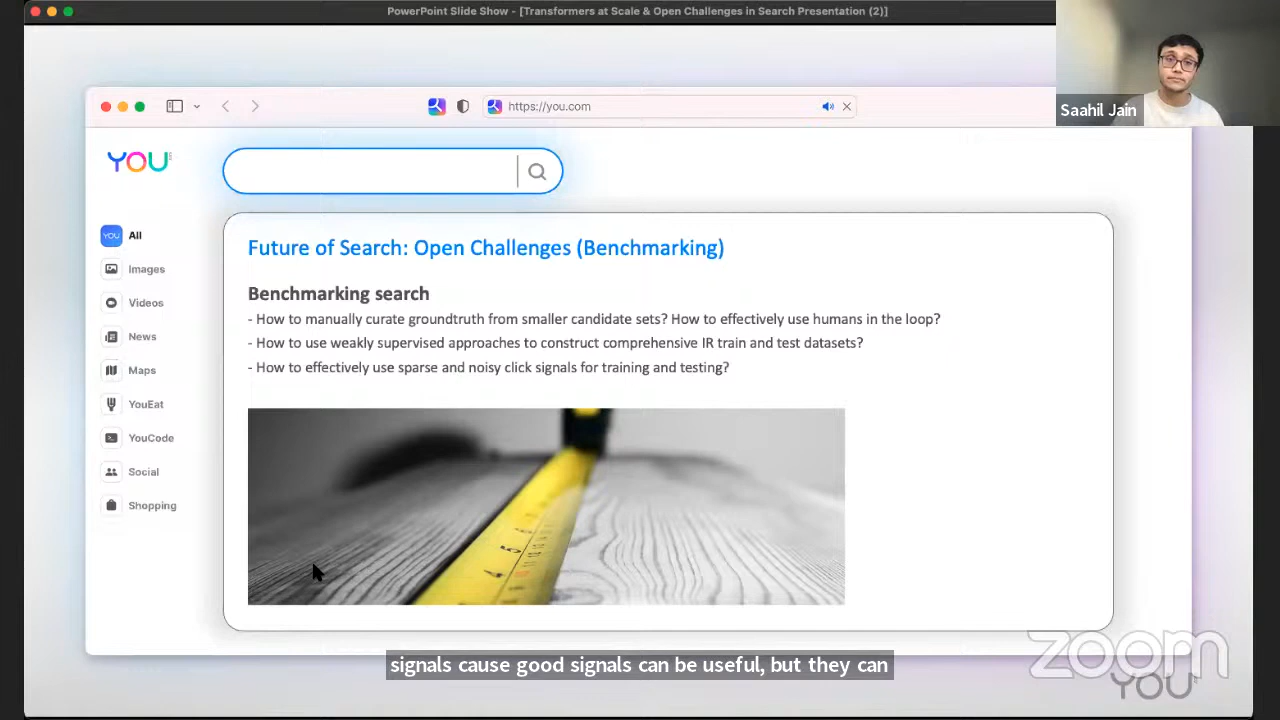 PowerPoint Slide Show - [Transformers at Scale & Open Challenges in Search Presentation (2)]
Saahil Jain
https://you.com
YOU
All
Images
Videos
News
Maps
YouEat
YouCode
Social
Shopping
Future of Search: Open Challenges (Benchmarking)
Benchmarking search
- How to manually curate groundtruth from smaller candidate sets? How to effectively use humans in the loop?
- How to use weakly supervised approaches to construct comprehensive IR train and test datasets?
- How to effectively use sparse and noisy click signals for training and testing?
4
5
6
signals cause good signals can be useful, but they can
zoom
YOU